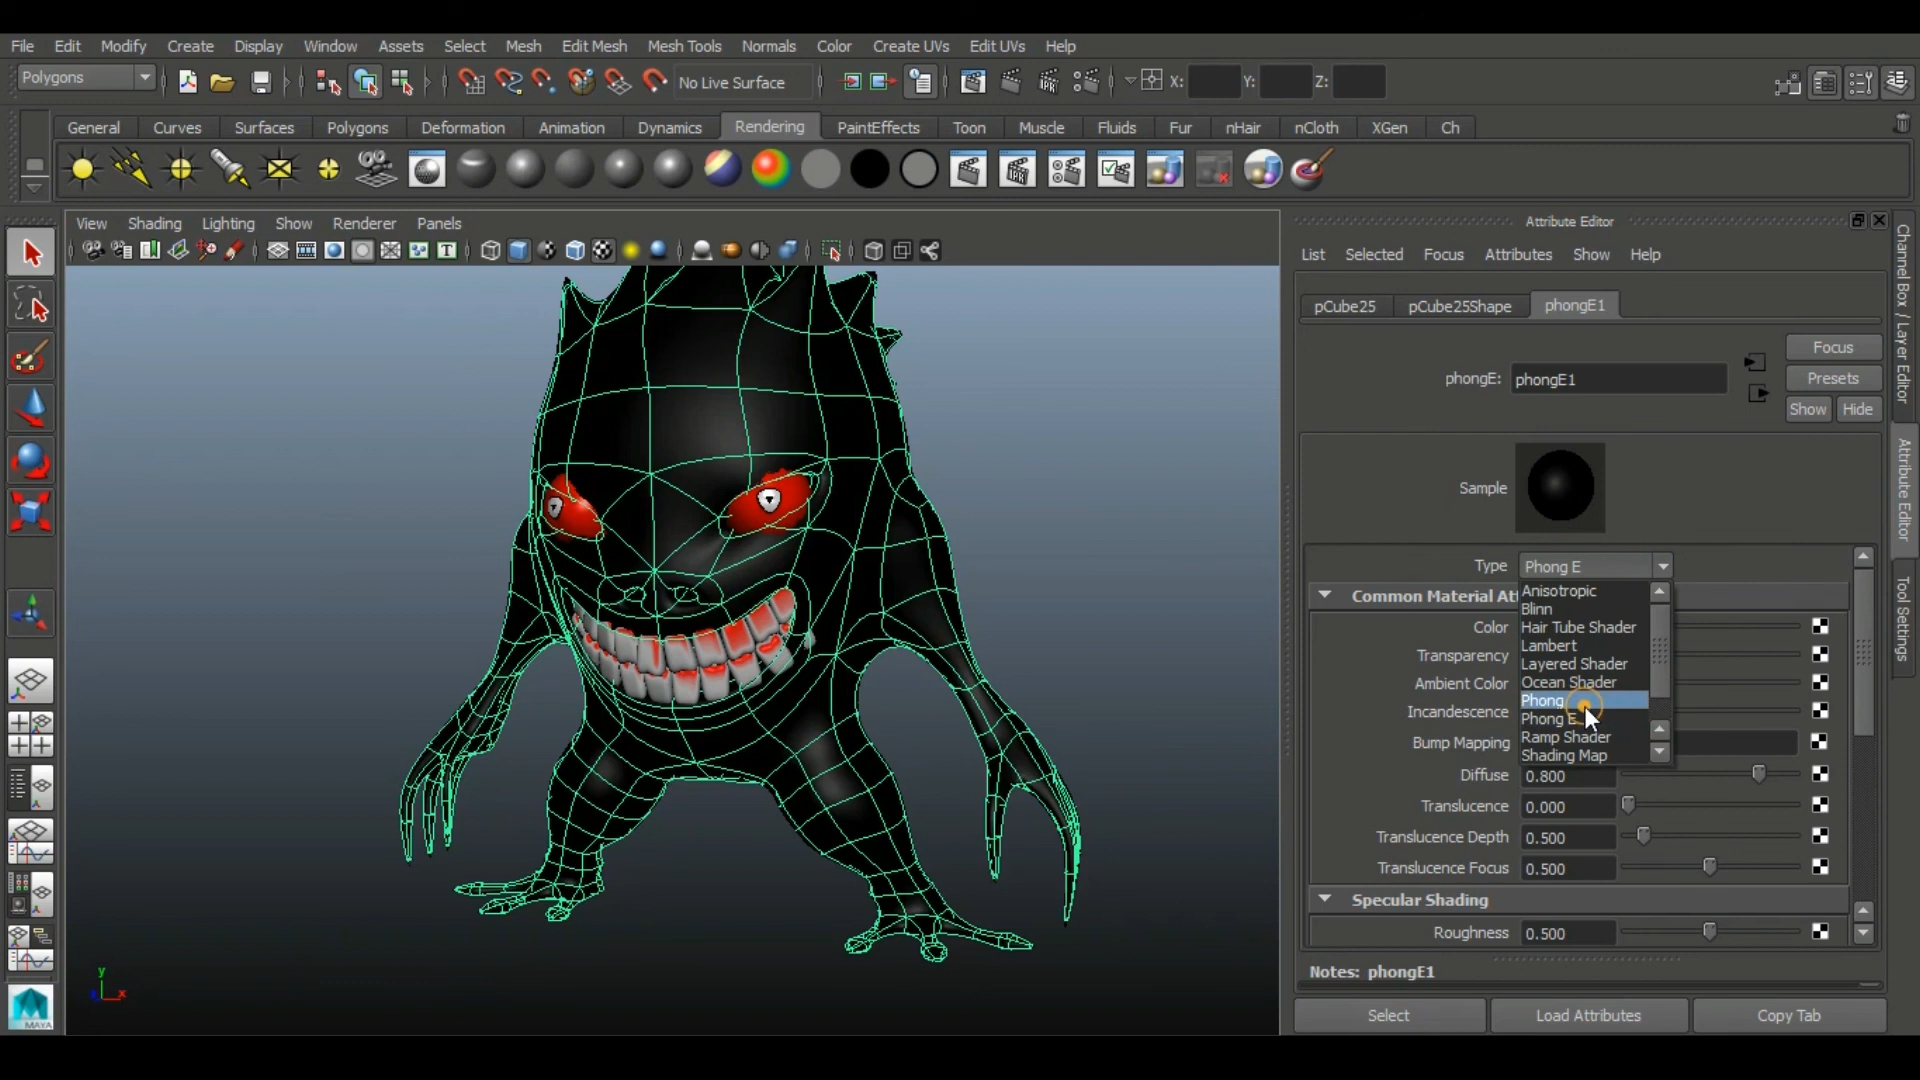 File Edit Modify Create Display Window Assets Select Mesh Edit Mesh Mesh Tools Normals Color Create UVs Edit UVs Help
Polygons No Live Surface X: Y: Z:
General Curves Surfaces Polygons Deformation Animation Dynamics Rendering PaintEffects Toon Muscle Fluids Fur nHair nCloth XGen Ch
IPR IPR
View Shading Lighting Show Renderer Panels
T
Attribute Editor
List Selected Focus Attributes Show Help
pCube25 pCube25Shape phongE1
Focus
phongE: phongE1 Presets
Show Hide
Sample
Type Phong E
Common Material Att
Anisotropic
Blinn
Hair Tube Shader
Lambert
Layered Shader
Ocean Shader
Phong
Phong E
Ramp Shader
Shading Map
Color
Transparency
Ambient Color
Incandescence
Bump Mapping
Diffuse 0.800
Translucence 0.000
Translucence Depth 0.500
Translucence Focus 0.500
Specular Shading
Roughness 0.500
Notes: phongE1
Select Load Attributes Copy Tab
Channel Box / Layer Editor
Attribute Editor
Tool Settings
y
x
MAYA